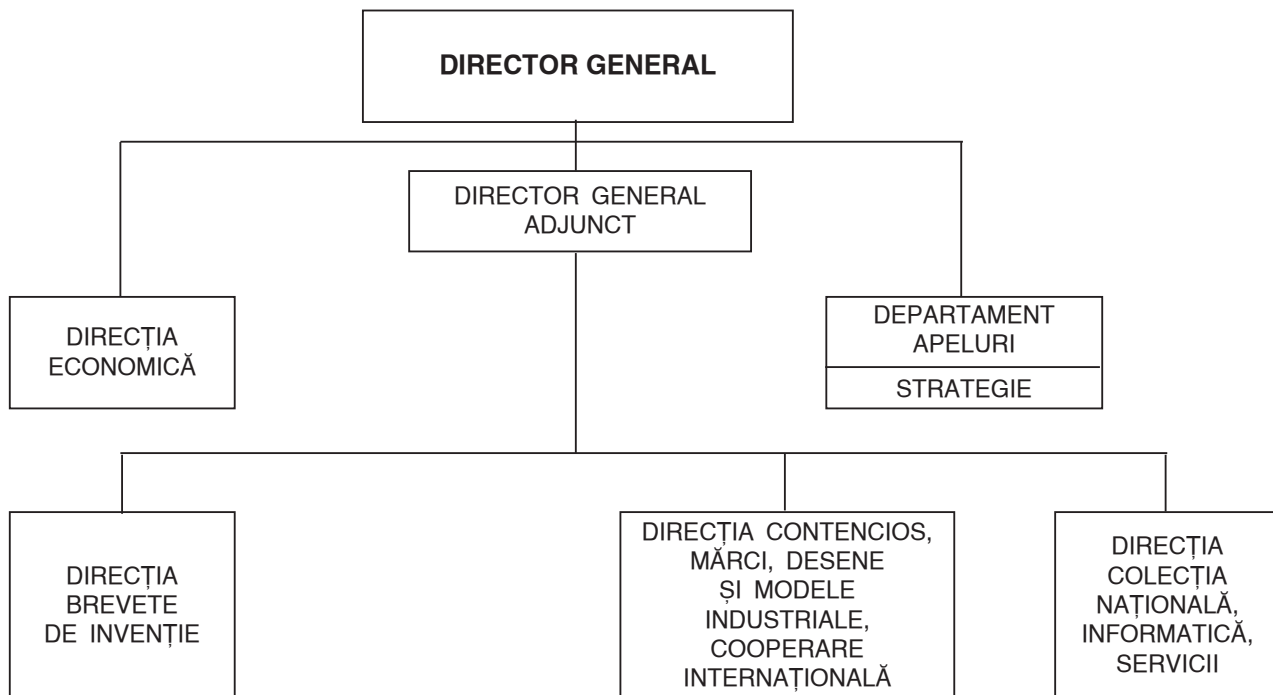 DIRECTOR GENERAL
DIRECTOR GENERAL
ADJUNCT
DIRECȚIA
ECONOMICĂ
DEPARTAMENT
APELURI
STRATEGIE
DIRECȚIA
BREVETE
DE INVENȚIE
DIRECȚIA CONTENCIOS,
MĂRCI, DESENE
ȘI MODELE
INDUSTRIALE,
COOPERARE
INTERNAȚIONALĂ
DIRECȚIA
COLECȚIA
NAȚIONALĂ,
INFORMATICĂ,
SERVICII